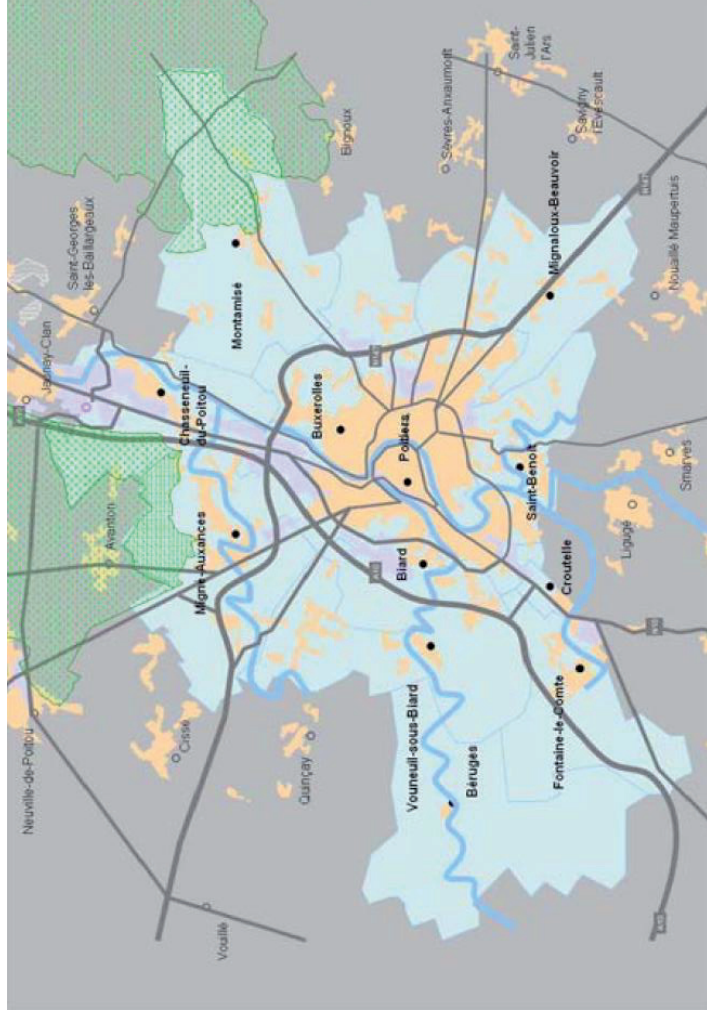 Neuville-de-Poitou
Jaunay-Clan
Saint-Georges
les-Baillargeaux
Avanton
Cissé
Chasseneuil-
du-Poitou
Migné-Auxances
Vouillé
Montamisé
Quinçay
Buxerolles
Bignoux
Biard
Poitiers
Vouneuil-sous-Biard
Sèvres-Anxaumont
Béruges
Saint-
Julien
l'Ars
Saint-Benoît
Fontaine-le-Comte
Croutelle
Mignaloux-Beauvoir
Savigny
l'Evescault
Ligugé
Nouaillé Maupertuis
Smarves